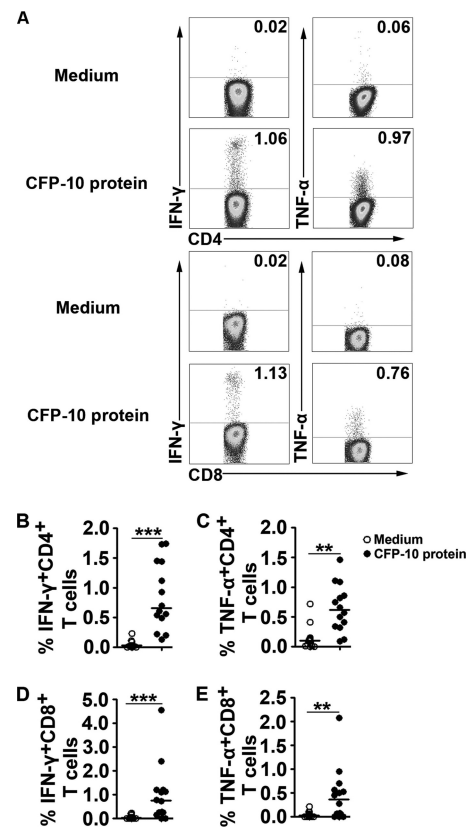 A
Medium
0.02
0.06
CFP-10 protein
1.06
0.97
IFN-γ
TNF-α
CD4
Medium
0.02
0.08
CFP-10 protein
1.13
0.76
IFN-γ
TNF-α
CD8
B
% IFN-γ+CD4+
T cells
2.0
1.5
1.0
0.5
0.0
***
C
% TNF-α+CD4+
T cells
2.0
1.5
1.0
0.5
0.0
**
Medium
CFP-10 protein
D
% IFN-γ+CD8+
T cells
5.0
4.0
3.0
2.0
1.0
0.0
***
E
% TNF-α+CD8+
T cells
2.5
2.0
1.5
1.0
0.5
0.0
**